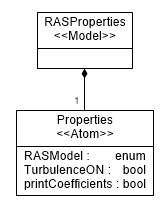 RASProperties
<<Model>>
1
Properties
<<Atom>>
RASModel : enum
TurbulenceON : bool
printCoefficients : bool